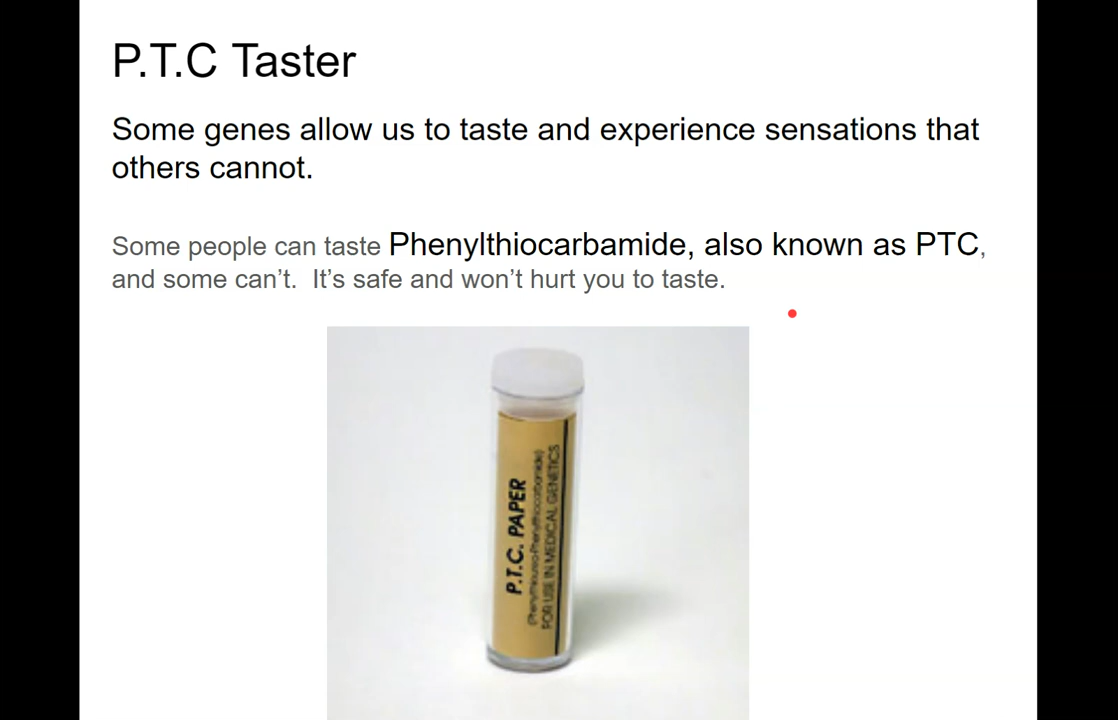 P.T.C Taster
Some genes allow us to taste and experience sensations that
others cannot.
Some people can taste Phenylthiocarbamide, also known as PTC,
and some can’t.  It’s safe and won’t hurt you to taste.
P.T.C. PAPER
(Phenylthiourea-Phenylthiocarbamide)
FOR USE IN MEDICAL GENETICS